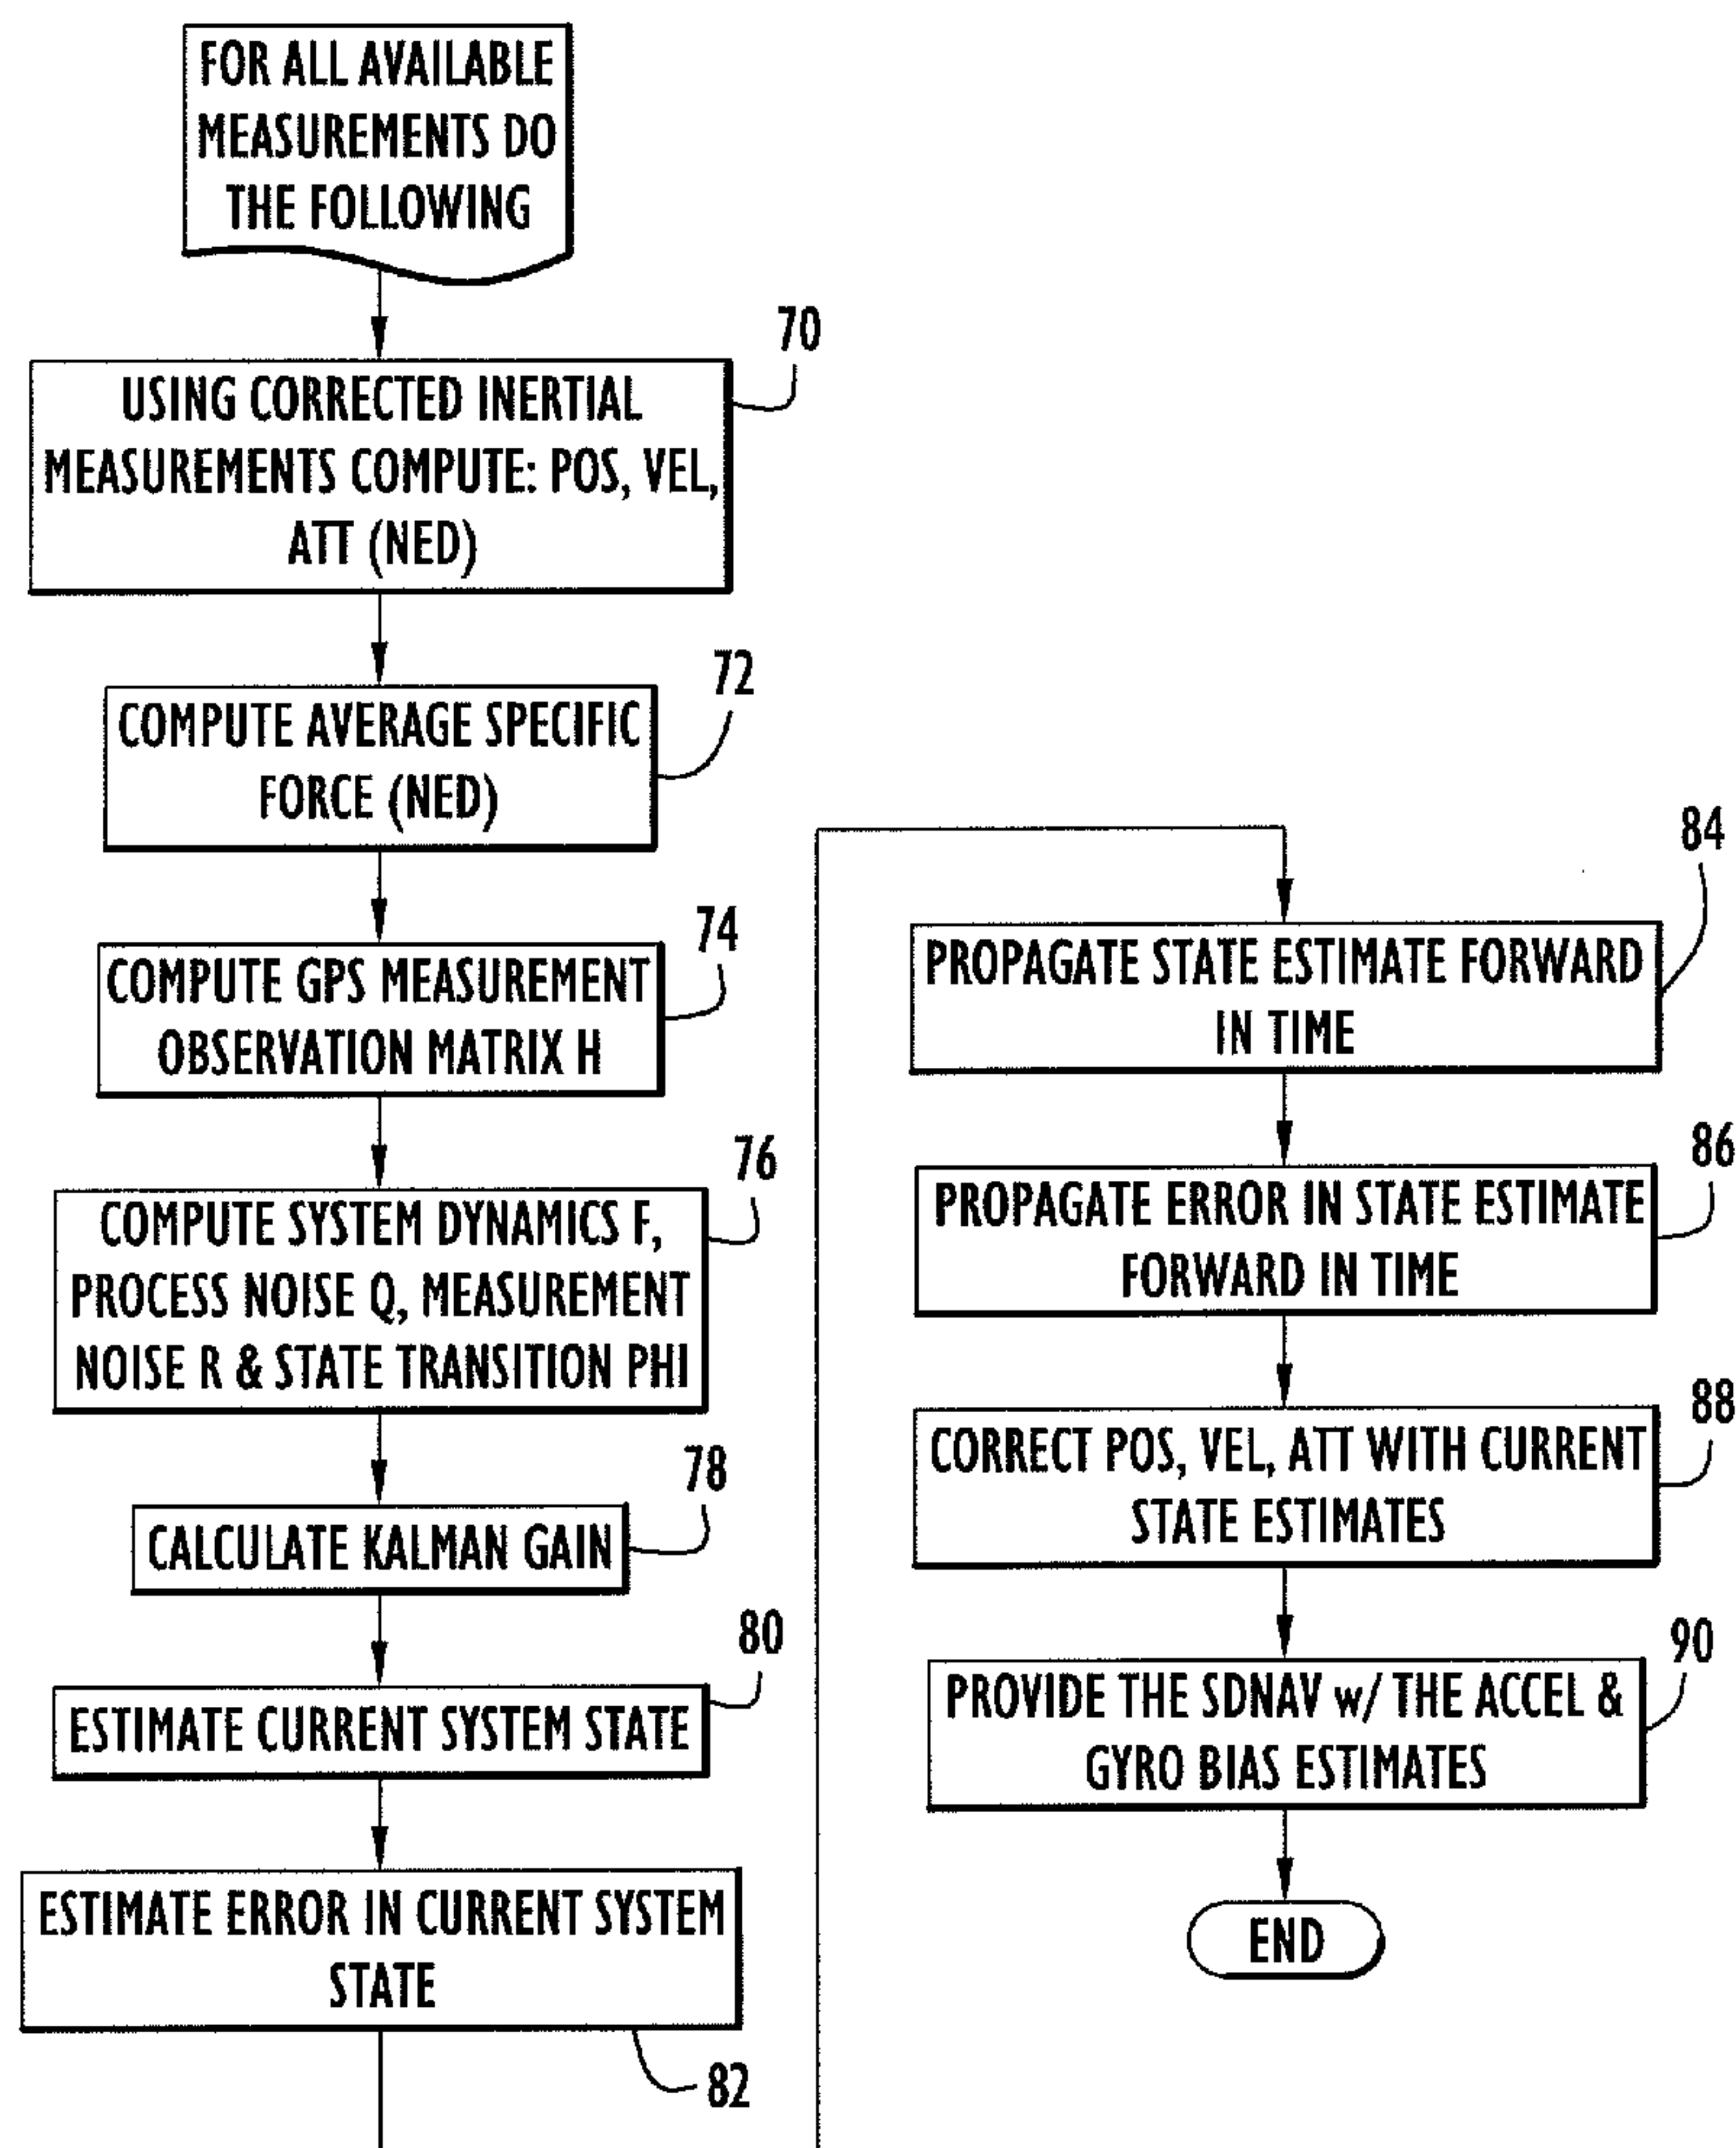 FOR ALL AVAILABLE
MEASUREMENTS DO
THE FOLLOWING
70
USING CORRECTED INERTIAL
MEASUREMENTS COMPUTE: POS, VEL,
ATT (NED)
72
COMPUTE AVERAGE SPECIFIC
FORCE (NED)
74
COMPUTE GPS MEASUREMENT
OBSERVATION MATRIX H
76
COMPUTE SYSTEM DYNAMICS F,
PROCESS NOISE Q, MEASUREMENT
NOISE R & STATE TRANSITION PHI
78
CALCULATE KALMAN GAIN
80
ESTIMATE CURRENT SYSTEM STATE
ESTIMATE ERROR IN CURRENT SYSTEM
STATE
82
84
PROPAGATE STATE ESTIMATE FORWARD
IN TIME
86
PROPAGATE ERROR IN STATE ESTIMATE
FORWARD IN TIME
88
CORRECT POS, VEL, ATT WITH CURRENT
STATE ESTIMATES
90
PROVIDE THE SDNAV w/ THE ACCEL &
GYRO BIAS ESTIMATES
END